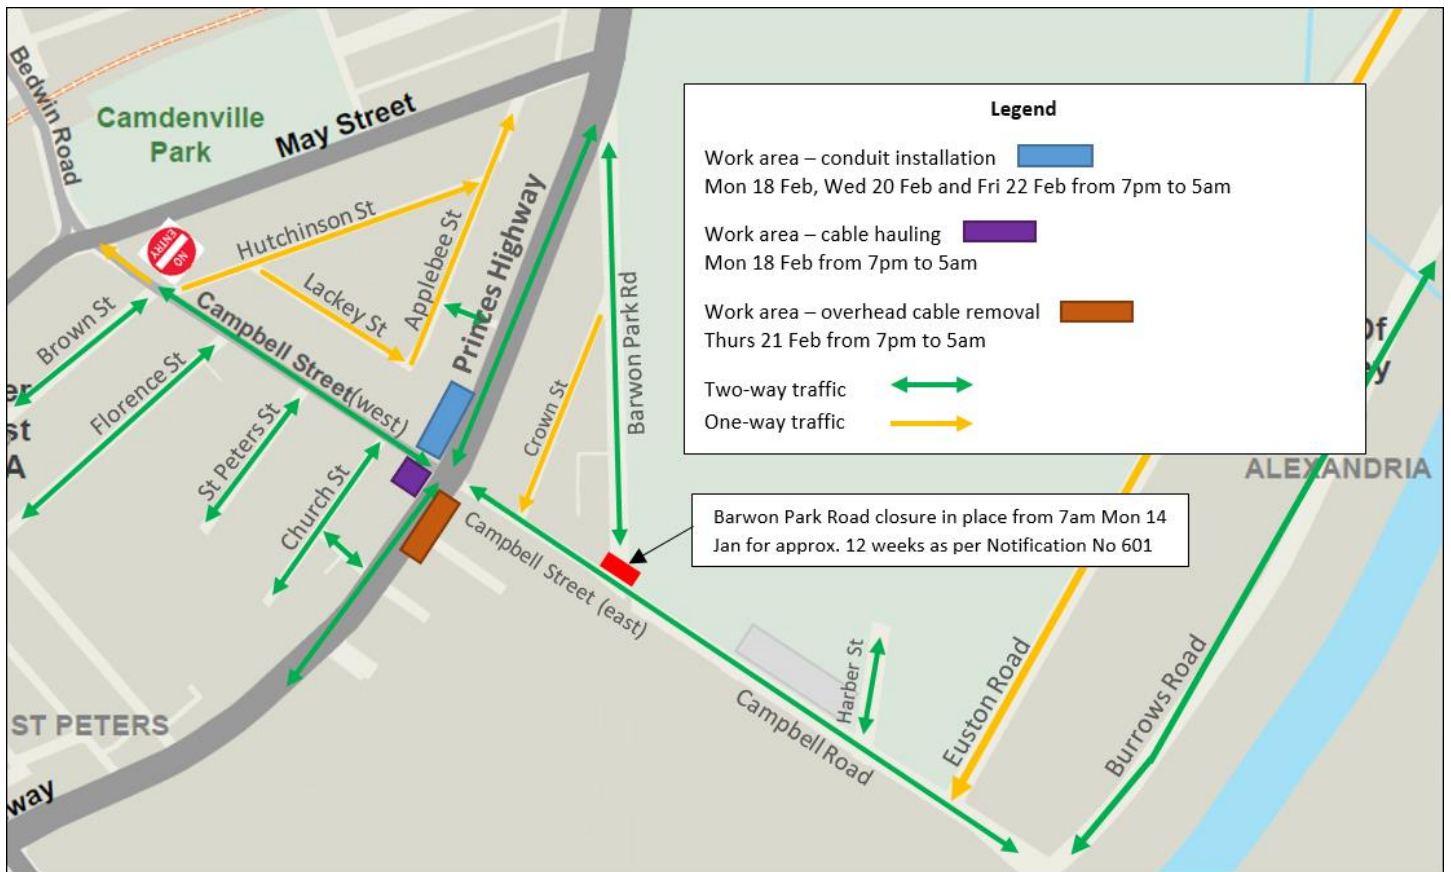 Bedwin Road
Camdenville
Park
May Street
NO
ENTRY
Hutchinson St
Lackey St
Applebee St
Princes Highway
Brown St
Campbell Street(west)
Florence St
St Peters St
Church St
Crown St
Barwon Park Rd
Campbell Street (east)
Legend
Work area – conduit installation
Mon 18 Feb, Wed 20 Feb and Fri 22 Feb from 7pm to 5am
Work area – cable hauling
Mon 18 Feb from 7pm to 5am
Work area – overhead cable removal
Thurs 21 Feb from 7pm to 5am
Two-way traffic
One-way traffic
ALEXANDRIA
Barwon Park Road closure in place from 7am Mon 14
Jan for approx. 12 weeks as per Notification No 601
Harber St
Euston Road
Burrows Road
Campbell Road
ST PETERS
way
er
st
A
Of
ey